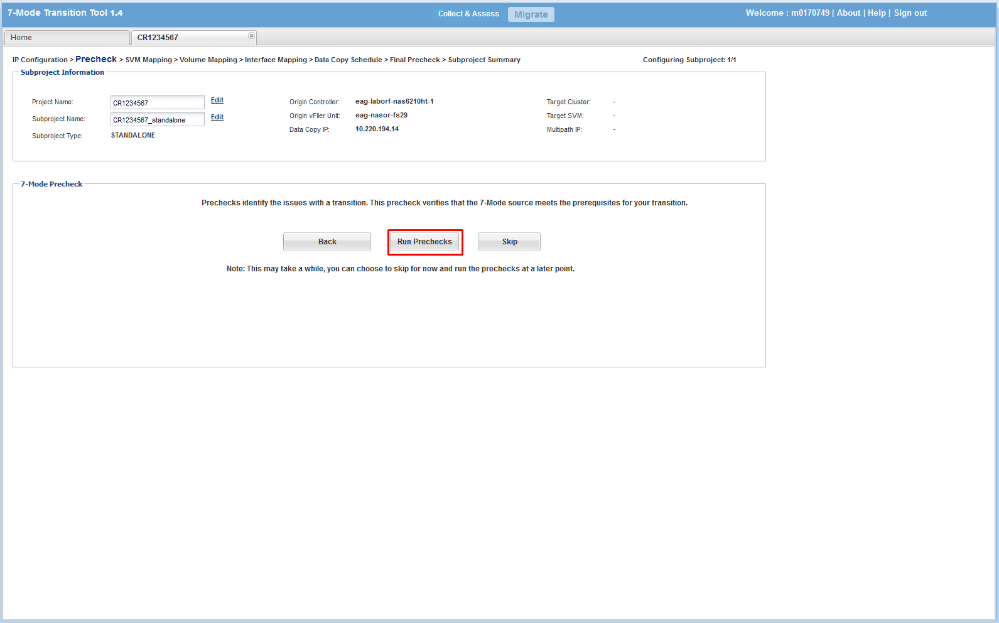 7-Mode Transition Tool 1.4
Collect & Assess
Migrate
Welcome : m0170749 | About | Help | Sign out
Home
CR1234567
IP Configuration > Precheck > SVM Mapping > Volume Mapping > Interface Mapping > Data Copy Schedule > Final Precheck > Subproject Summary
Configuring Subproject: 1/1
Subproject Information
Project Name: CR1234567 Edit
Subproject Name: CR1234567_standalone Edit
Subproject Type: STANDALONE
Origin Controller: eag-laborf-nas6210ht-1
Origin vFiler Unit: eag-nasor-fs29
Data Copy IP: 10.220.194.14
Target Cluster: -
Target SVM: -
Multipath IP: -
7-Mode Precheck
Prechecks identify the issues with a transition. This precheck verifies that the 7-Mode source meets the prerequisites for your transition.
Back
Run Prechecks
Skip
Note: This may take a while, you can choose to skip for now and run the prechecks at a later point.